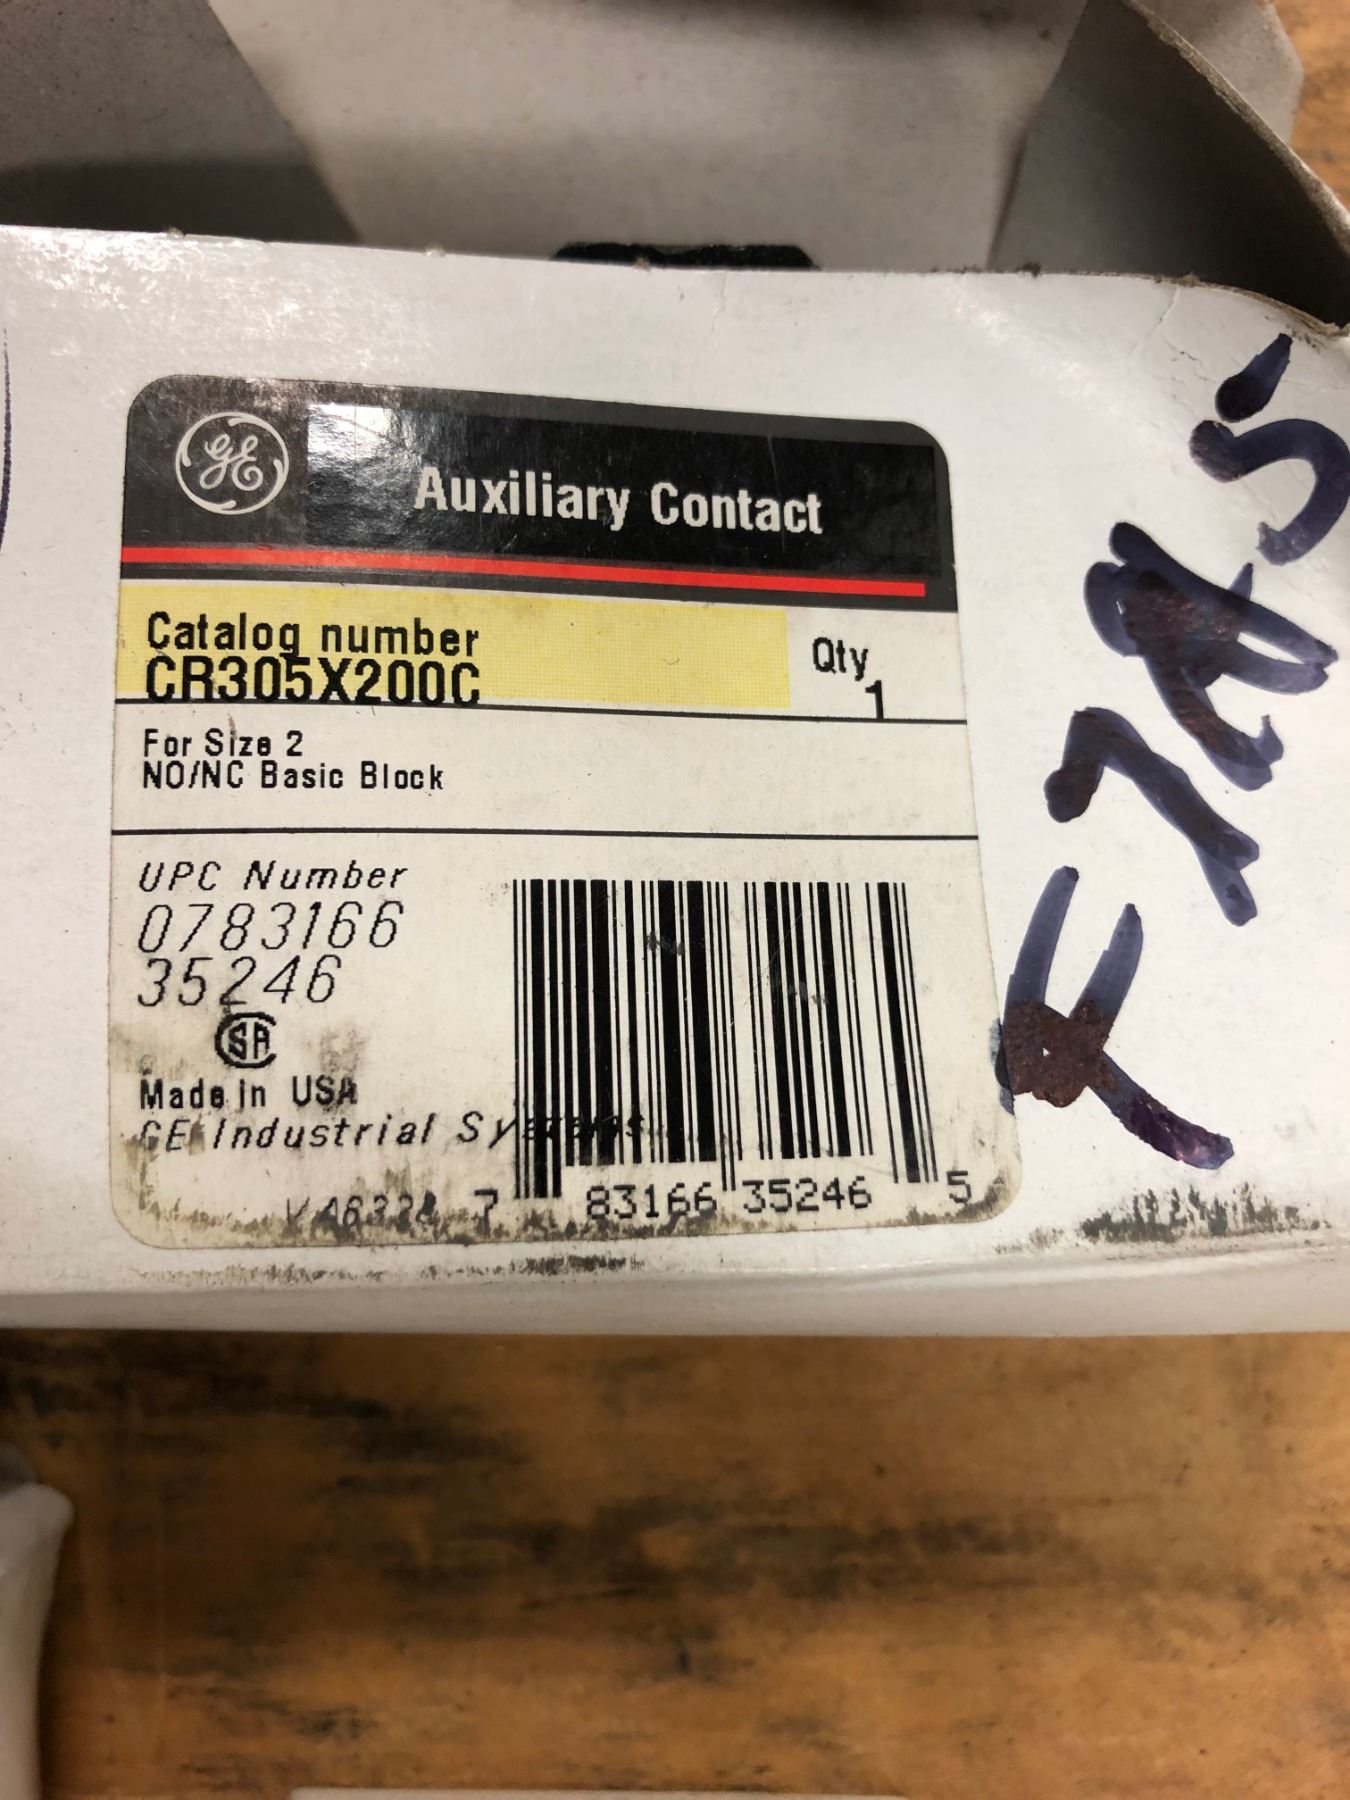 GE
Auxiliary Contact
Catalog number
CR305X200C
Qty
1
For Size 2
NO/NC Basic Block
UPC Number
0783166
35246
SA
Made in USA
GE Industrial Systems
7 83166 35246 5